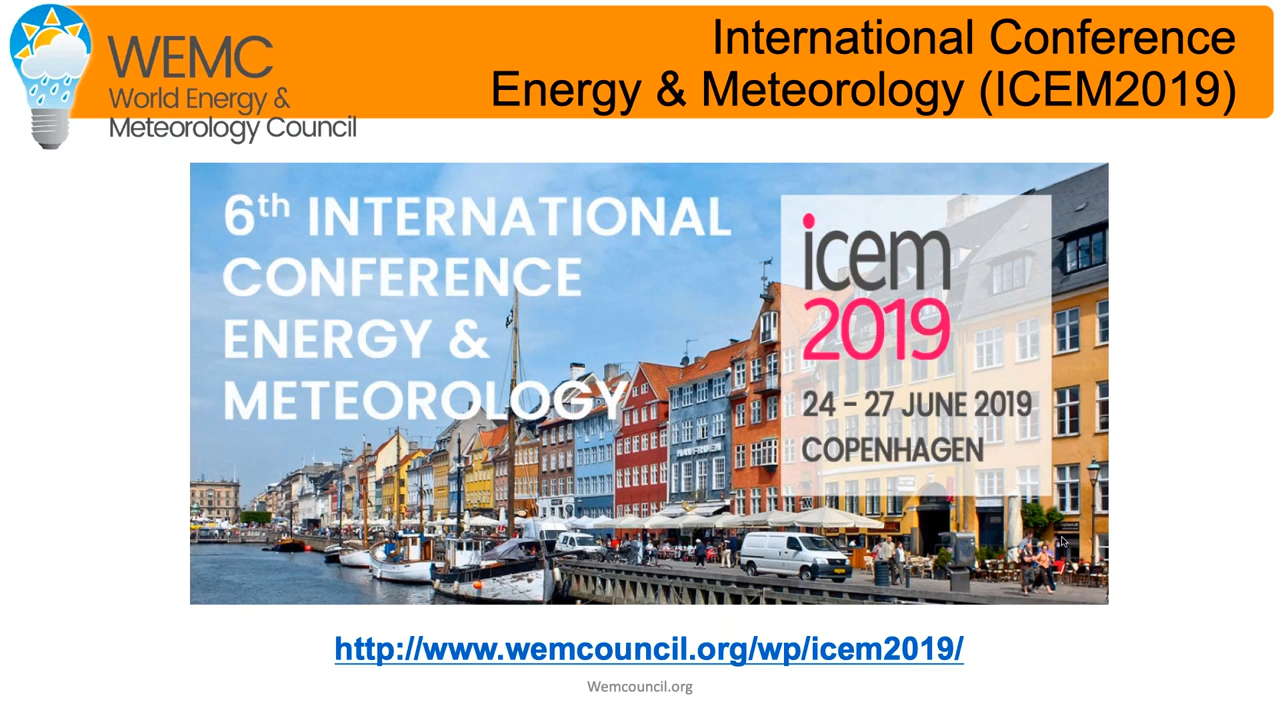 WEMC
World Energy &
Meteorology Council
International Conference
Energy & Meteorology (ICEM2019)
6th INTERNATIONAL
CONFERENCE
ENERGY &
METEOROLOGY
icem
2019
24 – 27 JUNE 2019
COPENHAGEN
NYHAVN
http://www.wemcouncil.org/wp/icem2019/
Wemcouncil.org